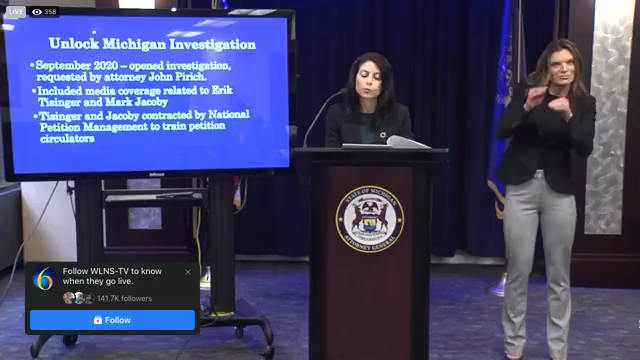 LIVE 358
Unlock Michigan Investigation
•September 2020 – opened investigation,
requested by attorney John Pirich.
•Included media coverage related to Erik
Tisinger and Mark Jacoby
•Tisinger and Jacoby contracted by National
Petition Management to train petition
circulators
STATE OF MICHIGAN
ATTORNEY GENERAL
6
Follow WLNS-TV to know
when they go live.
141.7K followers
Follow